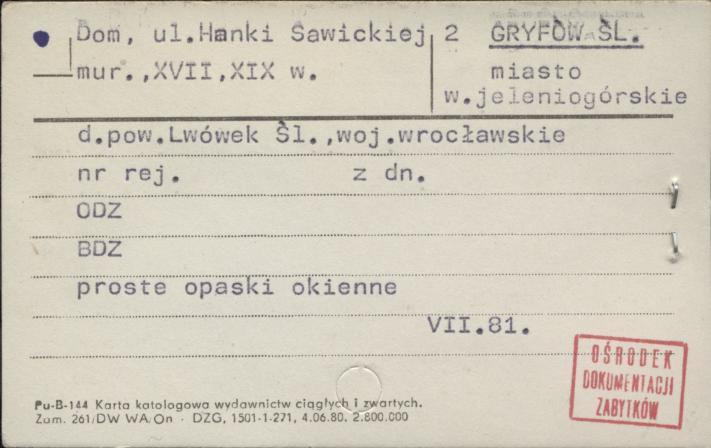 Dom, ul.Hanki Sawickiej 2 GRYFÓW ŚL.
mur.,XVII,XIX w. miasto
w.jeleniogórskie
d.pow.Lwówek Śl.,woj.wrocławskie
nr rej. z dn.
ODZ
BDZ
proste opaski okienne
VII.81.
OŚRODEK
DOKUMENTACJI
ZABYTKÓW
Pu-B-144 Karta katalogowa wydawnictw ciągłych i zwartych.
Zam. 261/DW WA/On - DZG, 1501-1-271, 4.06.80. 2.800.000